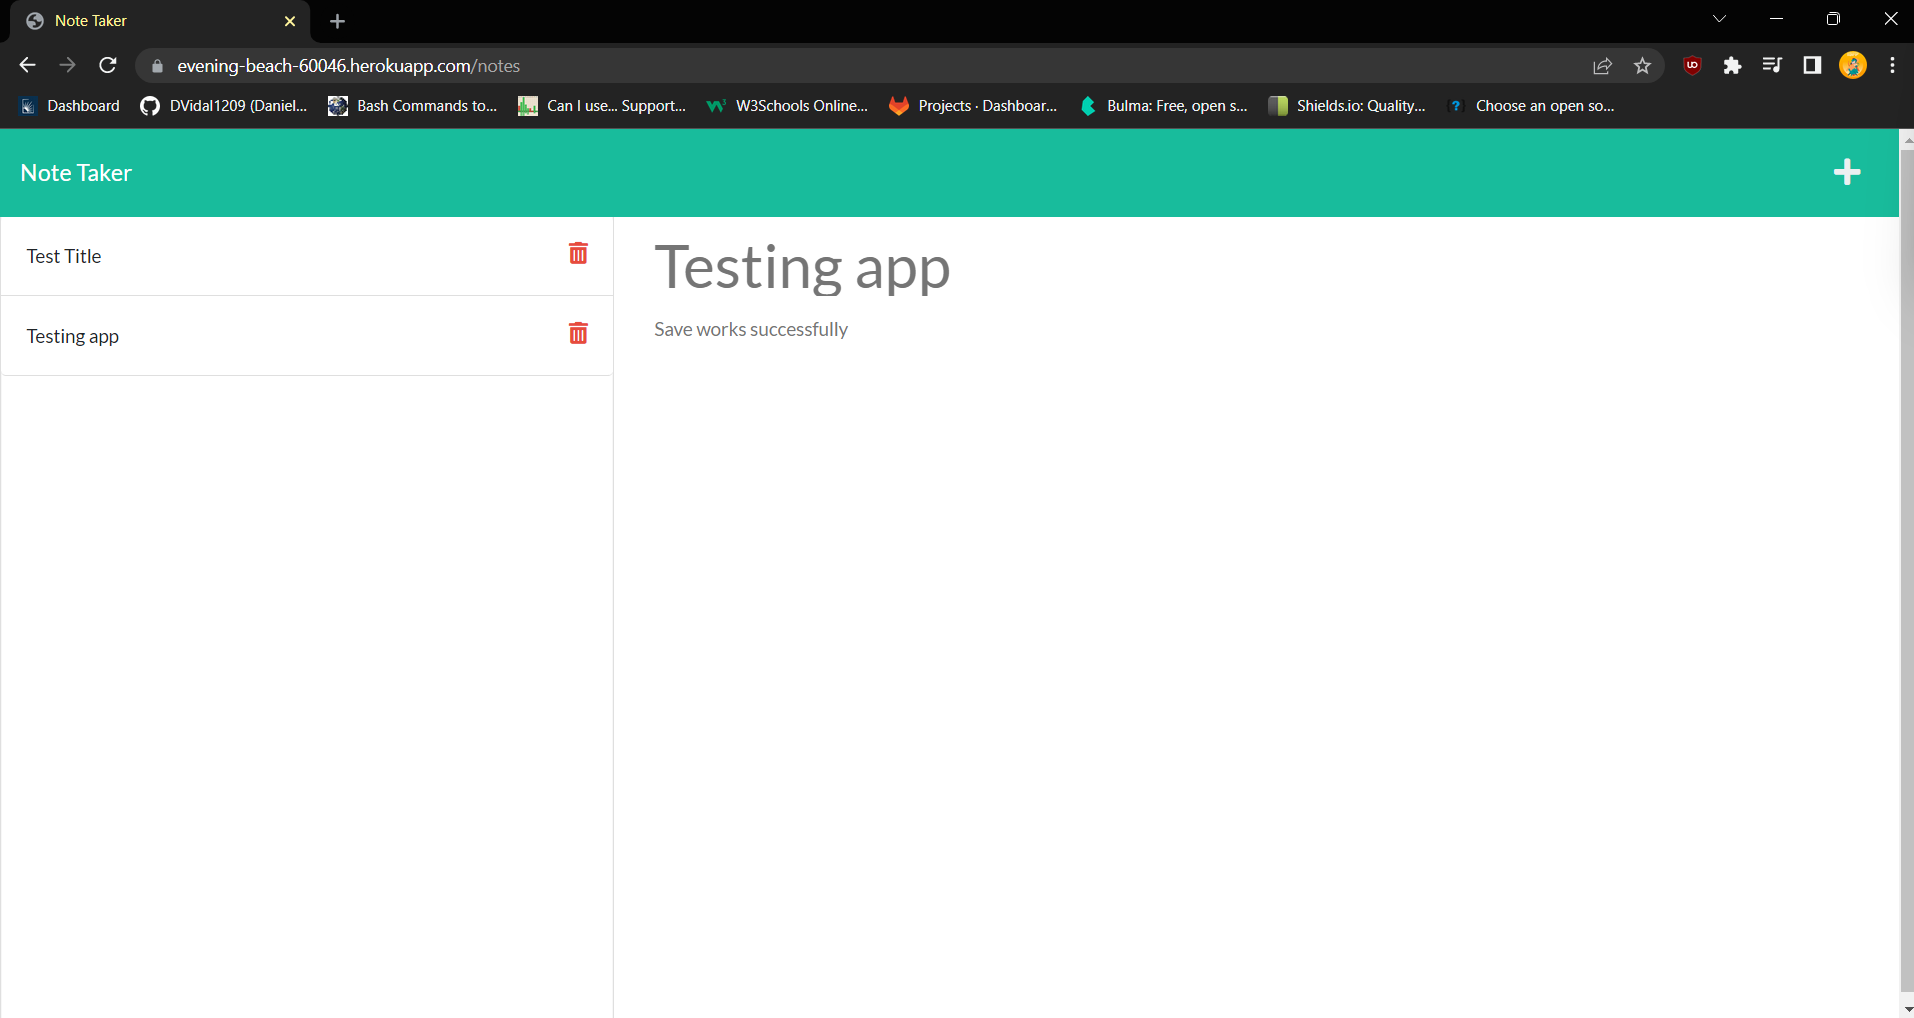 Note Taker
evening-beach-60046.herokuapp.com/notes
Dashboard DVidal1209 (Daniel... Bash Commands to... Can I use... Support... W3Schools Online... Projects · Dashboar... Bulma: Free, open s... Shields.io: Quality... Choose an open so...
Note Taker
Test Title
Testing app
Testing app
Save works successfully